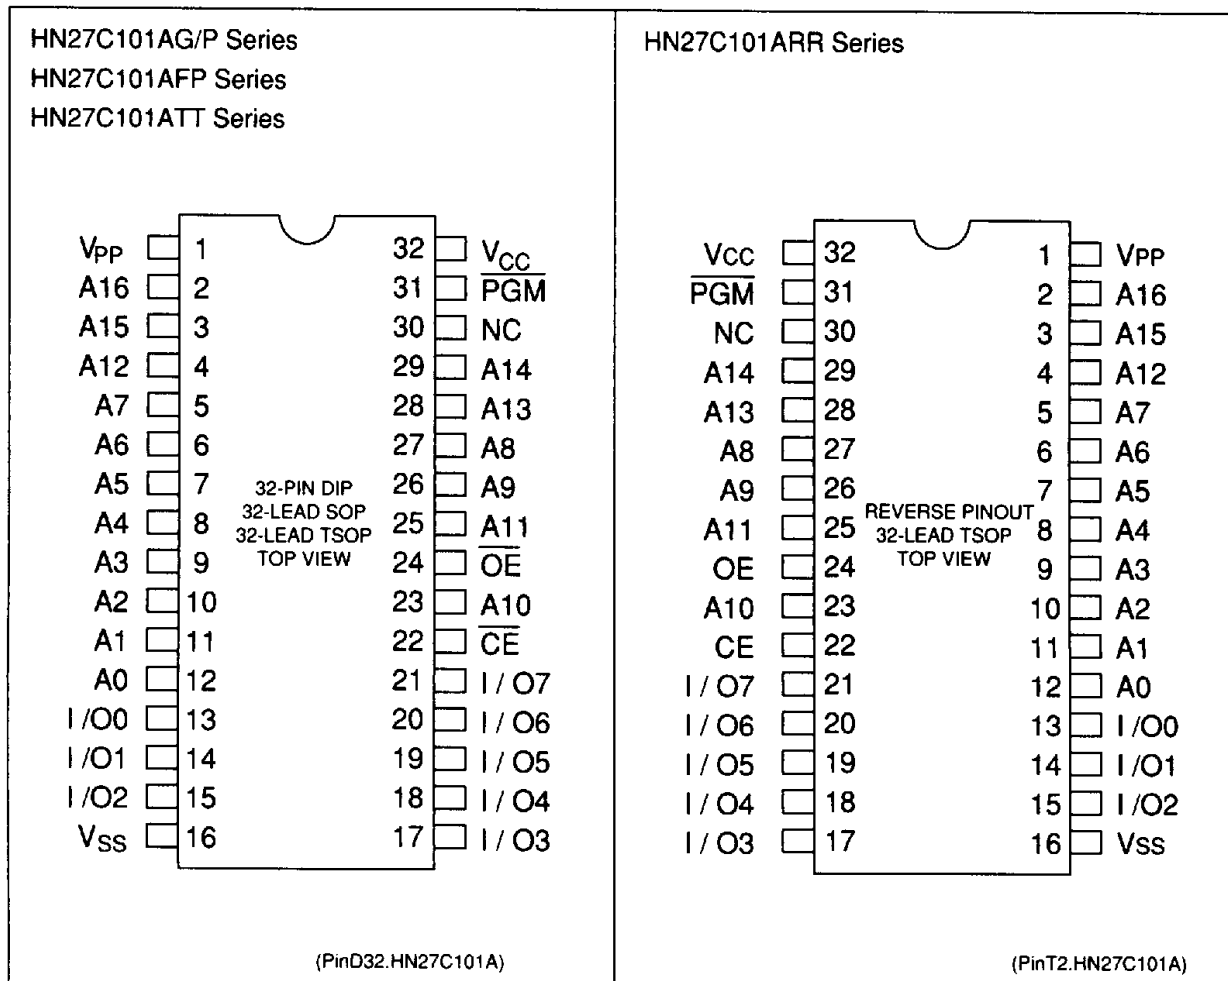 HN27C101AG/P Series
HN27C101AFP Series
HN27C101ATT Series
VPP 1 32 VCC
A16 2 31 P̅G̅M̅
A15 3 30 NC
A12 4 29 A14
A7 5 28 A13
A6 6 27 A8
A5 7 26 A9
A4 8 25 A11
A3 9 24 O̅E̅
A2 10 23 A10
A1 11 22 C̅E̅
A0 12 21 I/O7
I/O0 13 20 I/O6
I/O1 14 19 I/O5
I/O2 15 18 I/O4
VSS 16 17 I/O3
32-PIN DIP
32-LEAD SOP
32-LEAD TSOP
TOP VIEW
(PinD32.HN27C101A)
HN27C101ARR Series
VCC 32 1 VPP
P̅G̅M̅ 31 2 A16
NC 30 3 A15
A14 29 4 A12
A13 28 5 A7
A8 27 6 A6
A9 26 7 A5
A11 25 8 A4
OE 24 9 A3
A10 23 10 A2
CE 22 11 A1
I/O7 21 12 A0
I/O6 20 13 I/O0
I/O5 19 14 I/O1
I/O4 18 15 I/O2
I/O3 17 16 VSS
REVERSE PINOUT
32-LEAD TSOP
TOP VIEW
(PinT2.HN27C101A)